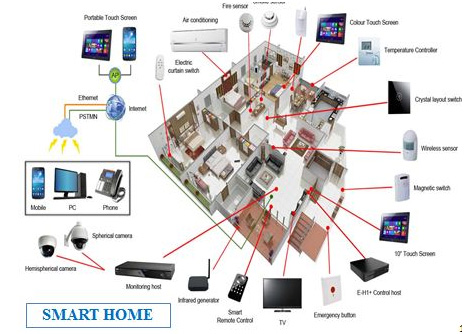 Fire sensor
Portable Touch Screen
Air conditioning
Colour Touch Screen
Temperature Controller
Electric
curtain switch
AP
Ethernet
Internet
PSTMN
Crystal layout switch
Wireless sensor
Magnetic switch
Mobile
PC
Phone
Spherical camera
Hemispherical camera
10" Touch Screen
Monitoring host
Infrared generator
Smart
Remote Control
TV
Emergency button
E-H1+ Control host
SMART HOME